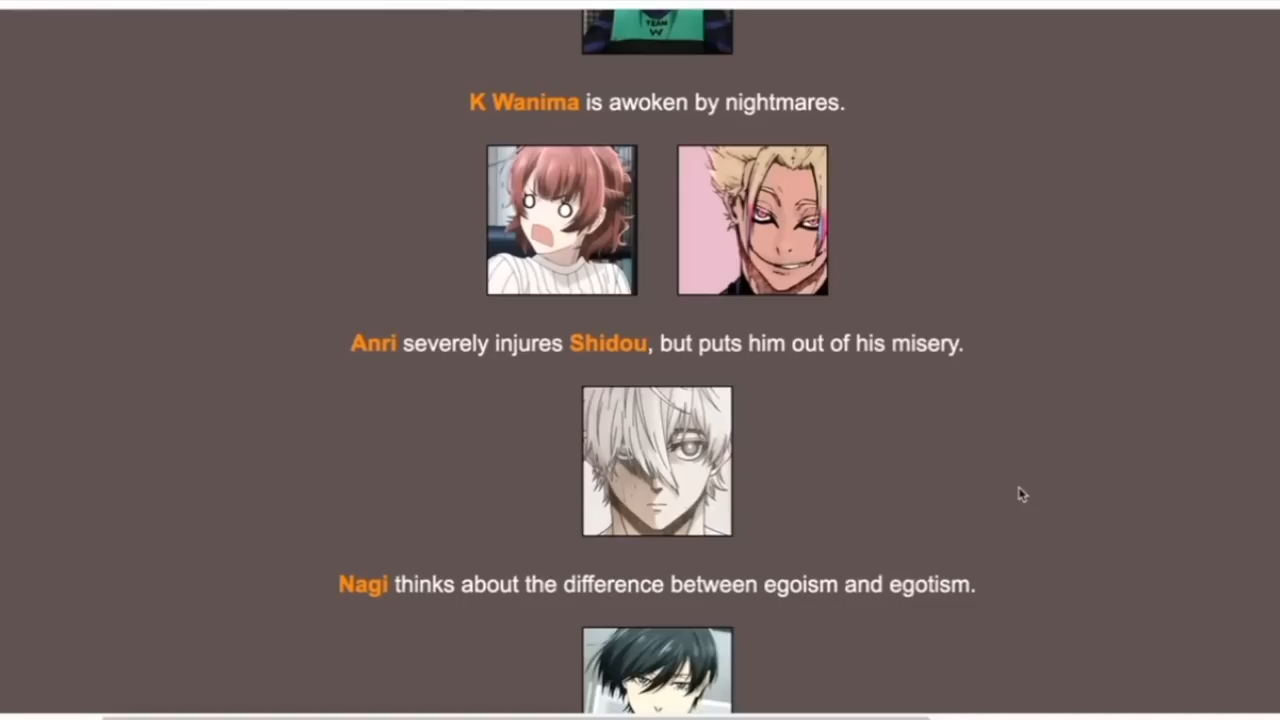 TEAM
W
K Wanima is awoken by nightmares.
Anri severely injures Shidou, but puts him out of his misery.
Nagi thinks about the difference between egoism and egotism.